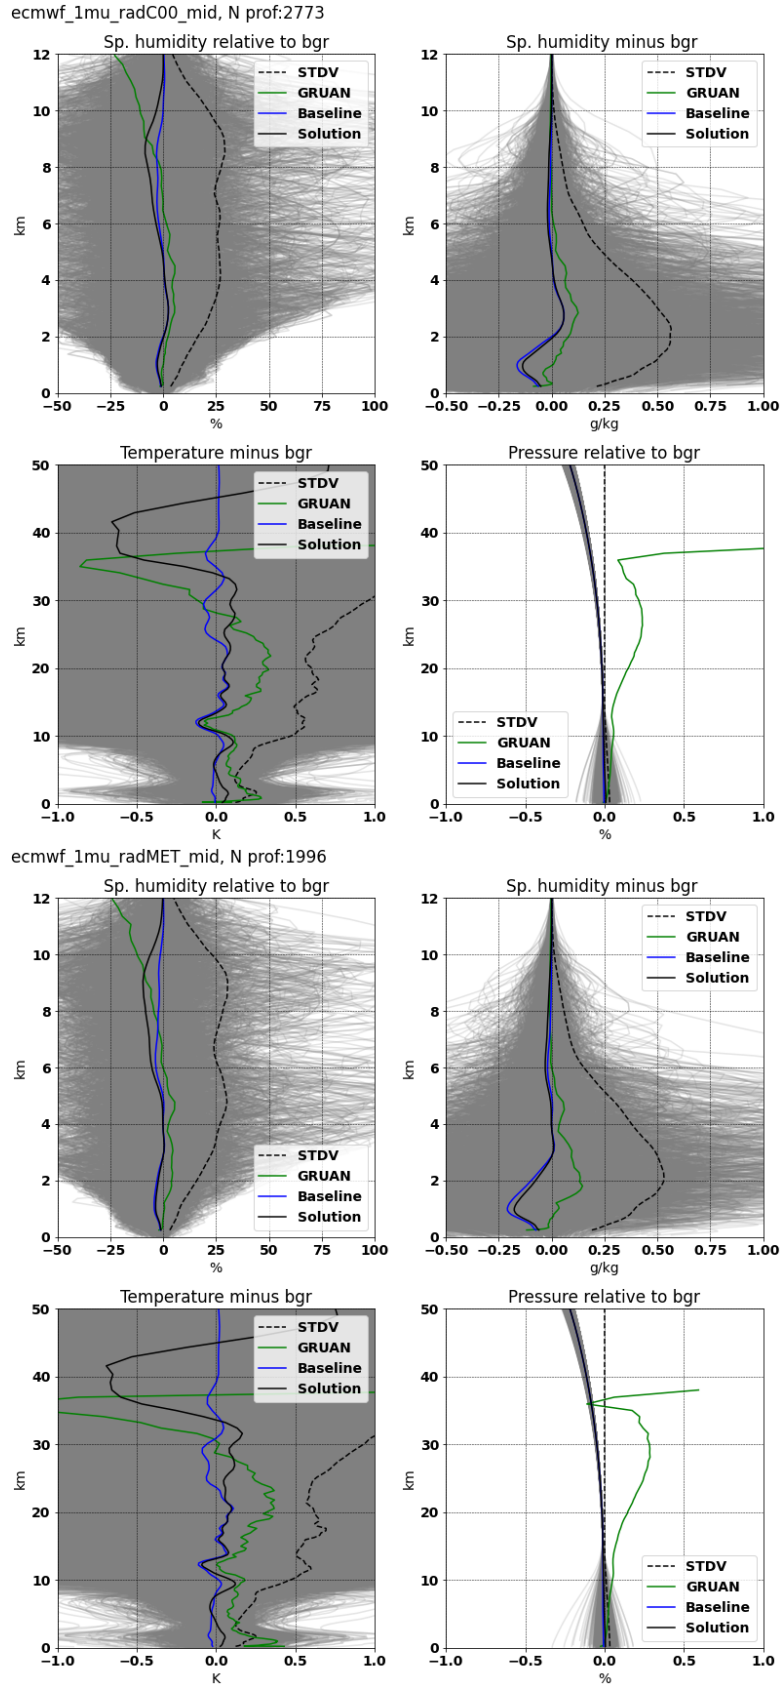 ecmwf_1mu_radC00_mid, N prof:2773
Sp. humidity relative to bgr
12
10
8
6
4
2
0
km
−50
−25
0
25
50
75
100
%
STDV
GRUAN
Baseline
Solution
Sp. humidity minus bgr
12
10
8
6
4
2
0
km
−0.50
−0.25
0.00
0.25
0.50
0.75
1.00
g/kg
STDV
GRUAN
Baseline
Solution
Temperature minus bgr
50
40
30
20
10
0
km
−1.0
−0.5
0.0
0.5
1.0
K
STDV
GRUAN
Baseline
Solution
Pressure relative to bgr
50
40
30
20
10
0
km
−1.0
−0.5
0.0
0.5
1.0
%
STDV
GRUAN
Baseline
Solution
ecmwf_1mu_radMET_mid, N prof:1996
Sp. humidity relative to bgr
12
10
8
6
4
2
0
km
−50
−25
0
25
50
75
100
%
STDV
GRUAN
Baseline
Solution
Sp. humidity minus bgr
12
10
8
6
4
2
0
km
−0.50
−0.25
0.00
0.25
0.50
0.75
1.00
g/kg
STDV
GRUAN
Baseline
Solution
Temperature minus bgr
50
40
30
20
10
0
km
−1.0
−0.5
0.0
0.5
1.0
K
STDV
GRUAN
Baseline
Solution
Pressure relative to bgr
50
40
30
20
10
0
km
−1.0
−0.5
0.0
0.5
1.0
%
STDV
GRUAN
Baseline
Solution